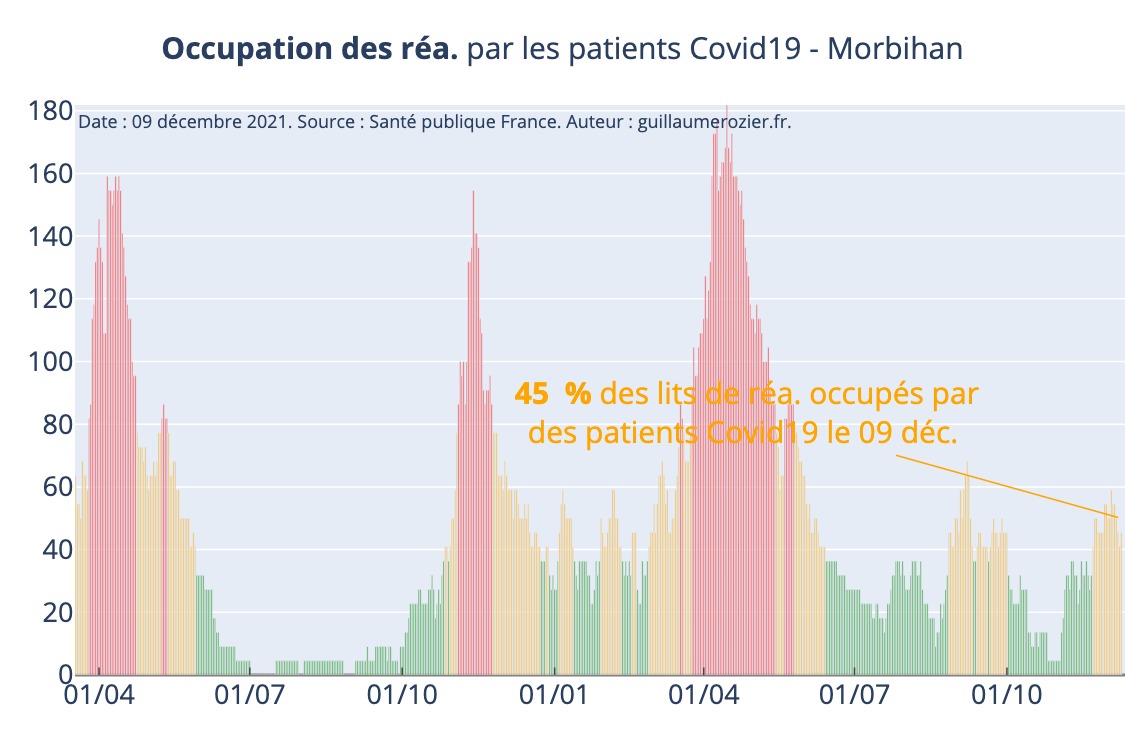 Occupation des réa. par les patients Covid19 - Morbihan
180
Date : 09 décembre 2021. Source : Santé publique France. Auteur : guillaumerozier.fr.
160
140
120
100
45 % des lits de réa. occupés par
80
des patients Covid19 le 09 déc.
60
40
20
0
01/04 01/07 01/10 01/01 01/04 01/07 01/10